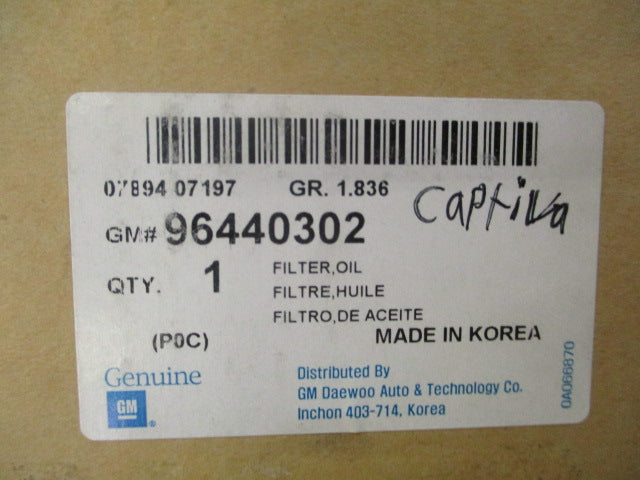 07894 07197 GR. 1.836
Captiva
GM# 96440302
QTY. 1
FILTER,OIL
FILTRE,HUILE
FILTRO,DE ACEITE
(P0C) MADE IN KOREA
Genuine
GM®
Distributed By
GM Daewoo Auto & Technology Co.
Inchon 403-714, Korea
0A066870